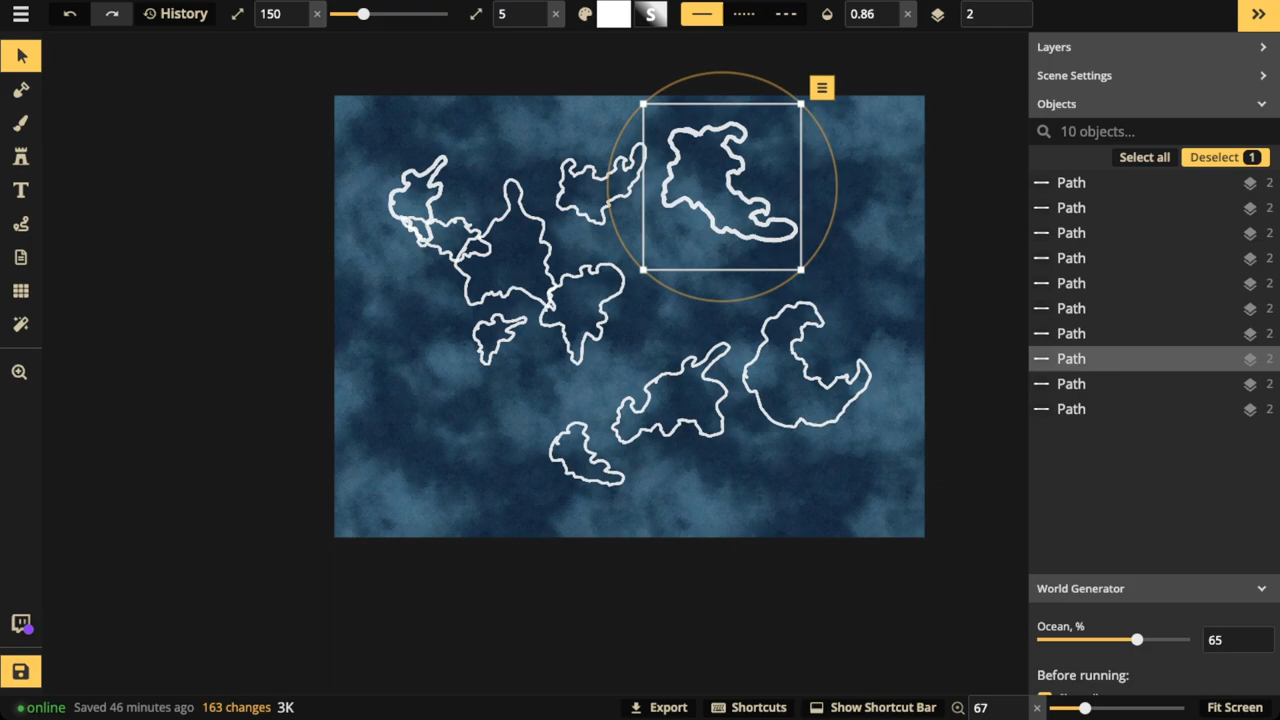 History 150 × 5 × S 0.86 × 2
Layers
Scene Settings
Objects
10 objects...
Select all Deselect 1
Path 2
Path 2
Path 2
Path 2
Path 2
Path 2
Path 2
Path 2
Path 2
Path 2
World Generator
Ocean, %
65
Before running:
online Saved 46 minutes ago 163 changes 3K Export Shortcuts Show Shortcut Bar 67 × Fit Screen